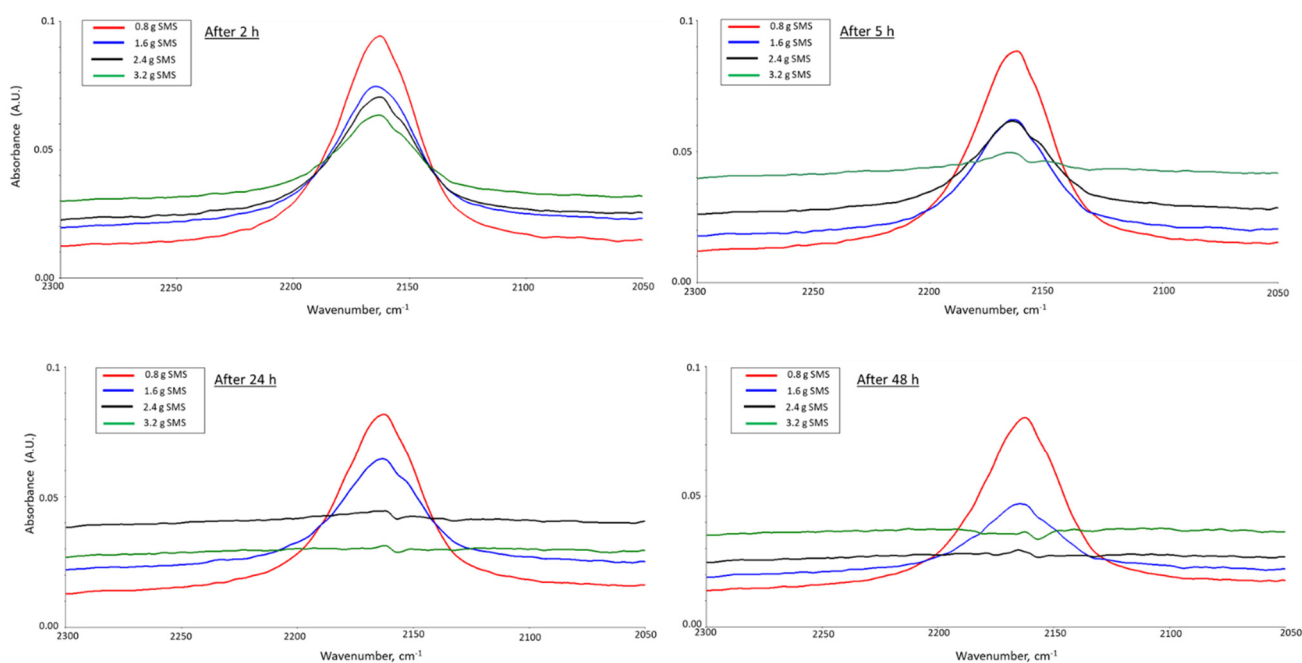 0.1
0.8 g SMS
1.6 g SMS
2.4 g SMS
3.2 g SMS
After 2 h
Absorbance (A.U.)
0.05
0.00
2300
2250
2200
2150
2100
2050
Wavenumber, cm-1
0.1
0.8 g SMS
1.6 g SMS
2.4 g SMS
3.2 g SMS
After 5 h
0.05
0.00
2300
2250
2200
2150
2100
2050
Wavenumber, cm-1
0.1
0.8 g SMS
1.6 g SMS
2.4 g SMS
3.2 g SMS
After 24 h
Absorbance (A.U.)
0.05
0.00
2300
2250
2200
2150
2100
2050
Wavenumber, cm-1
0.1
0.8 g SMS
1.6 g SMS
2.4 g SMS
3.2 g SMS
After 48 h
0.05
0.00
2300
2250
2200
2150
2100
2050
Wavenumber, cm-1